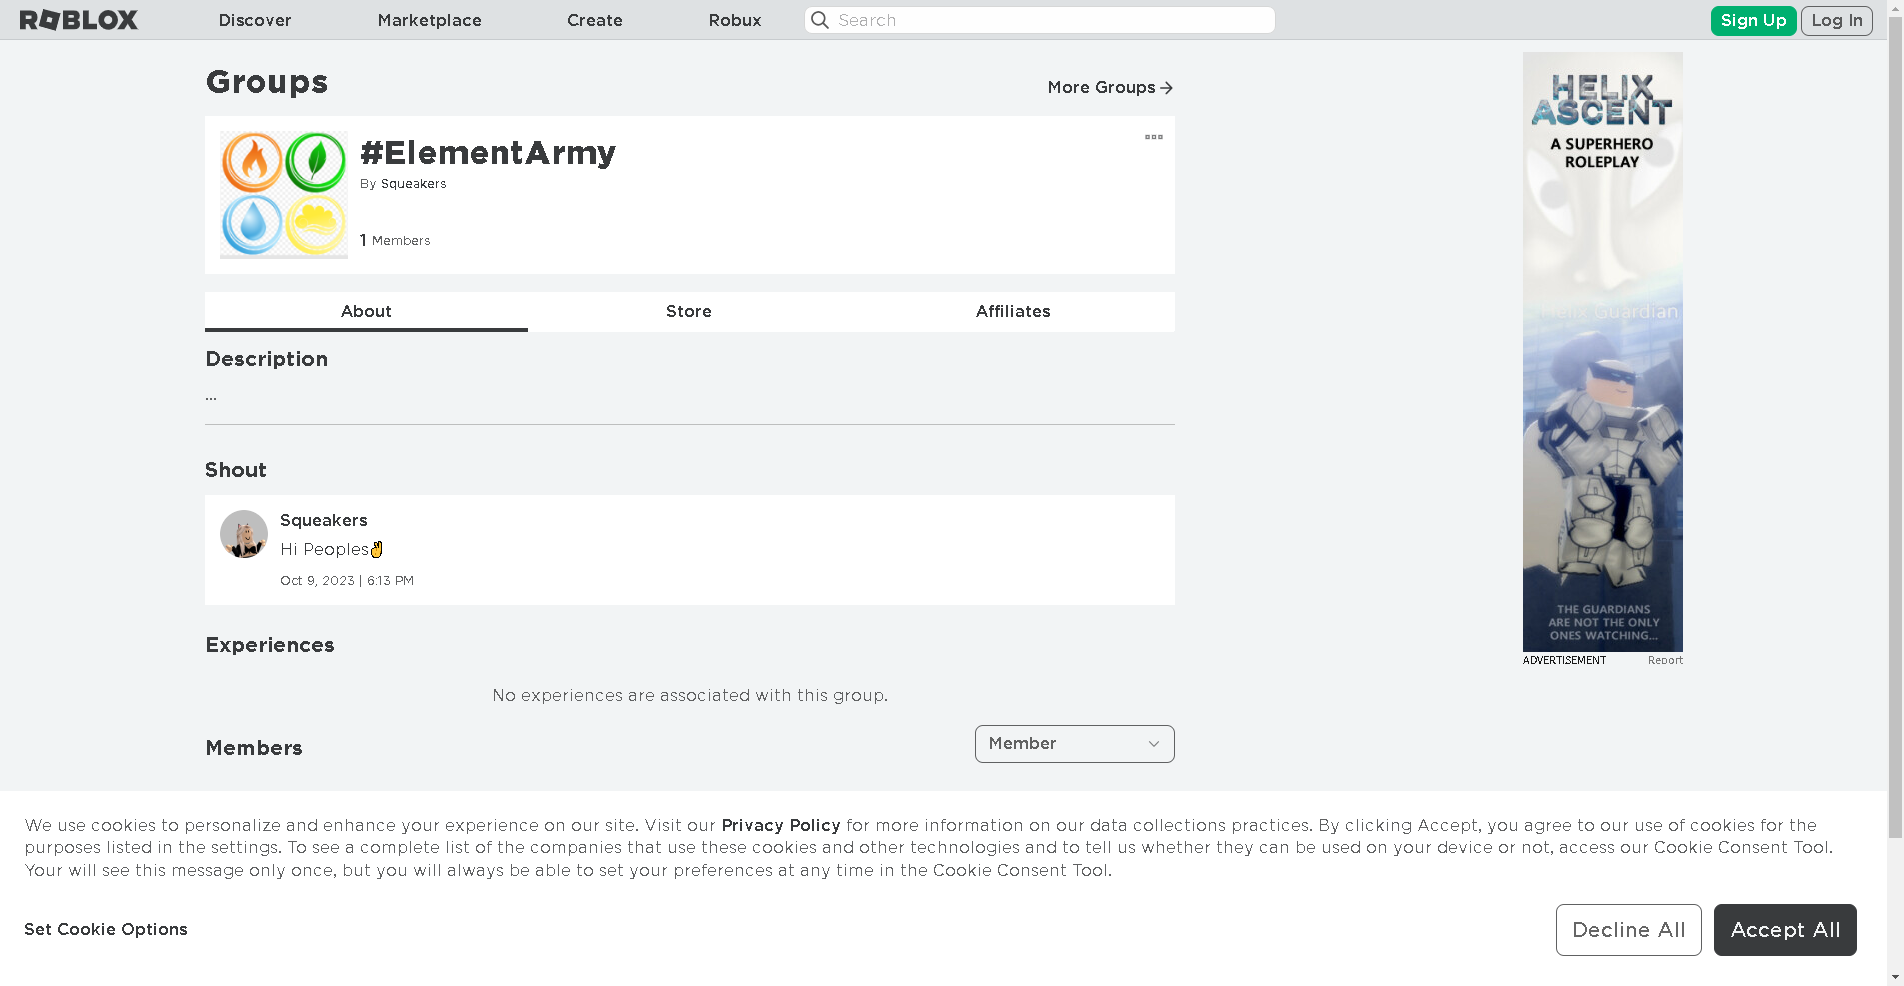 ROBLOX Discover Marketplace Create Robux Search Sign Up Log In
Groups
More Groups
#ElementArmy
By Squeakers
1 Members
About Store Affiliates
Description
...
Shout
Squeakers
Hi Peoples✌
Oct 9, 2023 | 6:13 PM
Experiences
No experiences are associated with this group.
Members
Member
HELIX
ASCENT
A SUPERHERO
ROLEPLAY
Helix Guardian
THE GUARDIANS
ARE NOT THE ONLY
ONES WATCHING...
ADVERTISEMENT Report
We use cookies to personalize and enhance your experience on our site. Visit our Privacy Policy for more information on our data collections practices. By clicking Accept, you agree to our use of cookies for the
purposes listed in the settings. To see a complete list of the companies that use these cookies and other technologies and to tell us whether they can be used on your device or not, access our Cookie Consent Tool.
Your will see this message only once, but you will always be able to set your preferences at any time in the Cookie Consent Tool.
Set Cookie Options
Decline All
Accept All